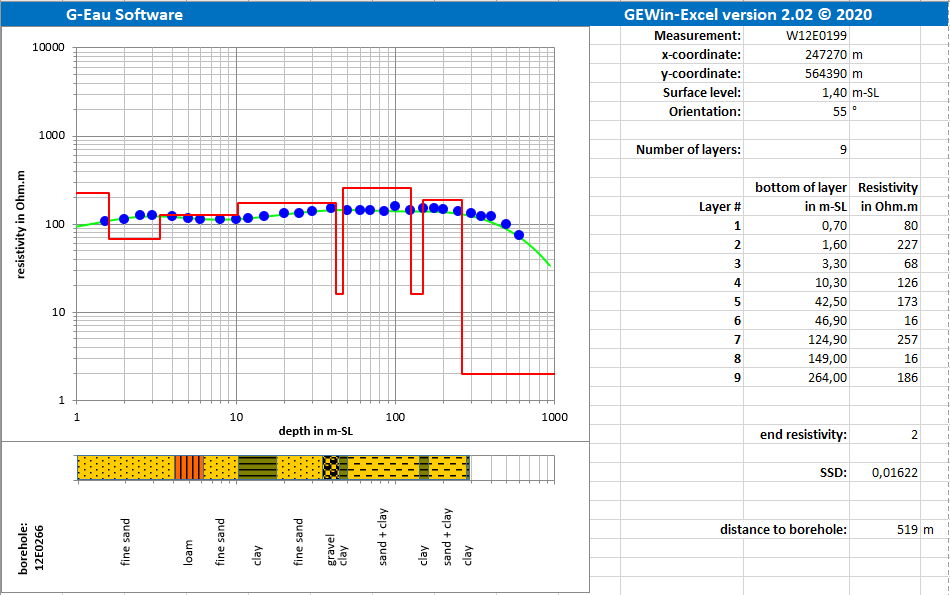 G-Eau Software
GEWin-Excel version 2.02 © 2020
10000
1000
100
10
1
resistivity in Ohm.m
1
10
100
1000
depth in m-SL
borehole:
12E0266
fine sand
loam
fine sand
clay
fine sand
gravel
clay
sand + clay
clay
sand + clay
clay
Measurement: W12E0199
x-coordinate: 247270 m
y-coordinate: 564390 m
Surface level: 1,40 m-SL
Orientation: 55 °
Number of layers: 9
bottom of layer Resistivity
Layer # in m-SL in Ohm.m
1 0,70 80
2 1,60 227
3 3,30 68
4 10,30 126
5 42,50 173
6 46,90 16
7 124,90 257
8 149,00 16
9 264,00 186
end resistivity: 2
SSD: 0,01622
distance to borehole: 519 m